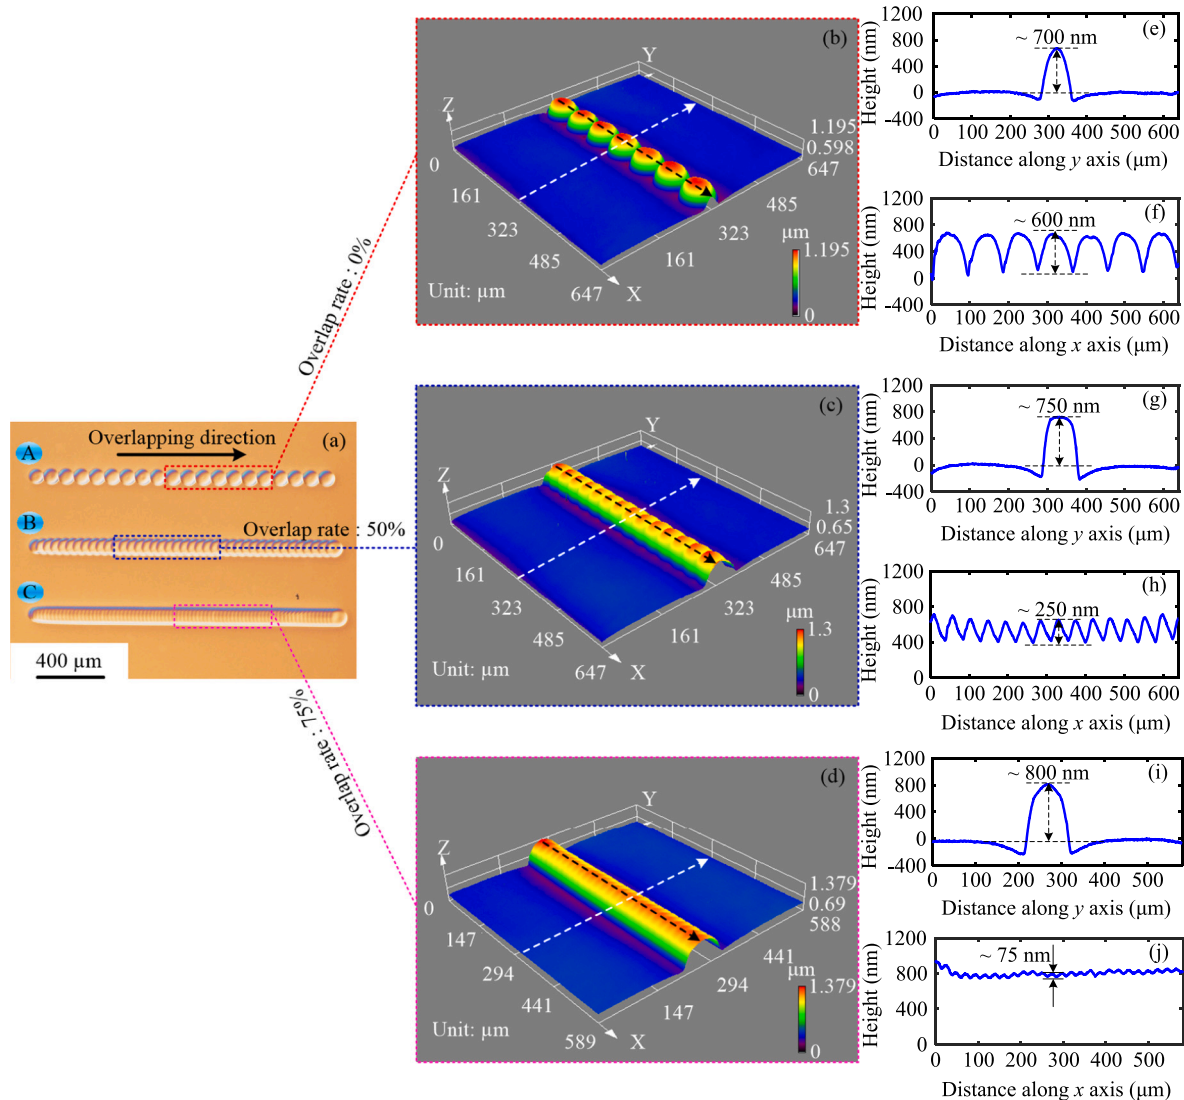 (a)
Overlapping direction
A
B
C
400 µm
Overlap rate : 0%
Overlap rate : 50%
Overlap rate : 75%
(b)
Y
Z
0
161
323
485
647
X
161
323
485
647
0.598
1.195
Unit: µm
µm
1.195
0
(c)
Y
Z
0
161
323
485
647
X
161
323
485
647
0.65
1.3
Unit: µm
µm
1.3
0
(d)
Y
Z
0
147
294
441
589
X
147
294
441
588
0.69
1.379
Unit: µm
µm
1.379
0
(e)
~ 700 nm
Height (nm)
1200
800
400
0
-400
0 100 200 300 400 500 600
Distance along y axis (µm)
(f)
~ 600 nm
Height (nm)
1200
800
400
0
-400
0 100 200 300 400 500 600
Distance along x axis (µm)
(g)
~ 750 nm
Height (nm)
1200
800
400
0
-400
0 100 200 300 400 500 600
Distance along y axis (µm)
(h)
~ 250 nm
Height (nm)
1200
800
400
0
0 100 200 300 400 500 600
Distance along x axis (µm)
(i)
~ 800 nm
Height (nm)
1200
800
400
0
-400
0 100 200 300 400 500
Distance along y axis (µm)
(j)
~ 75 nm
Height (nm)
1200
800
400
0
0 100 200 300 400 500
Distance along x axis (µm)